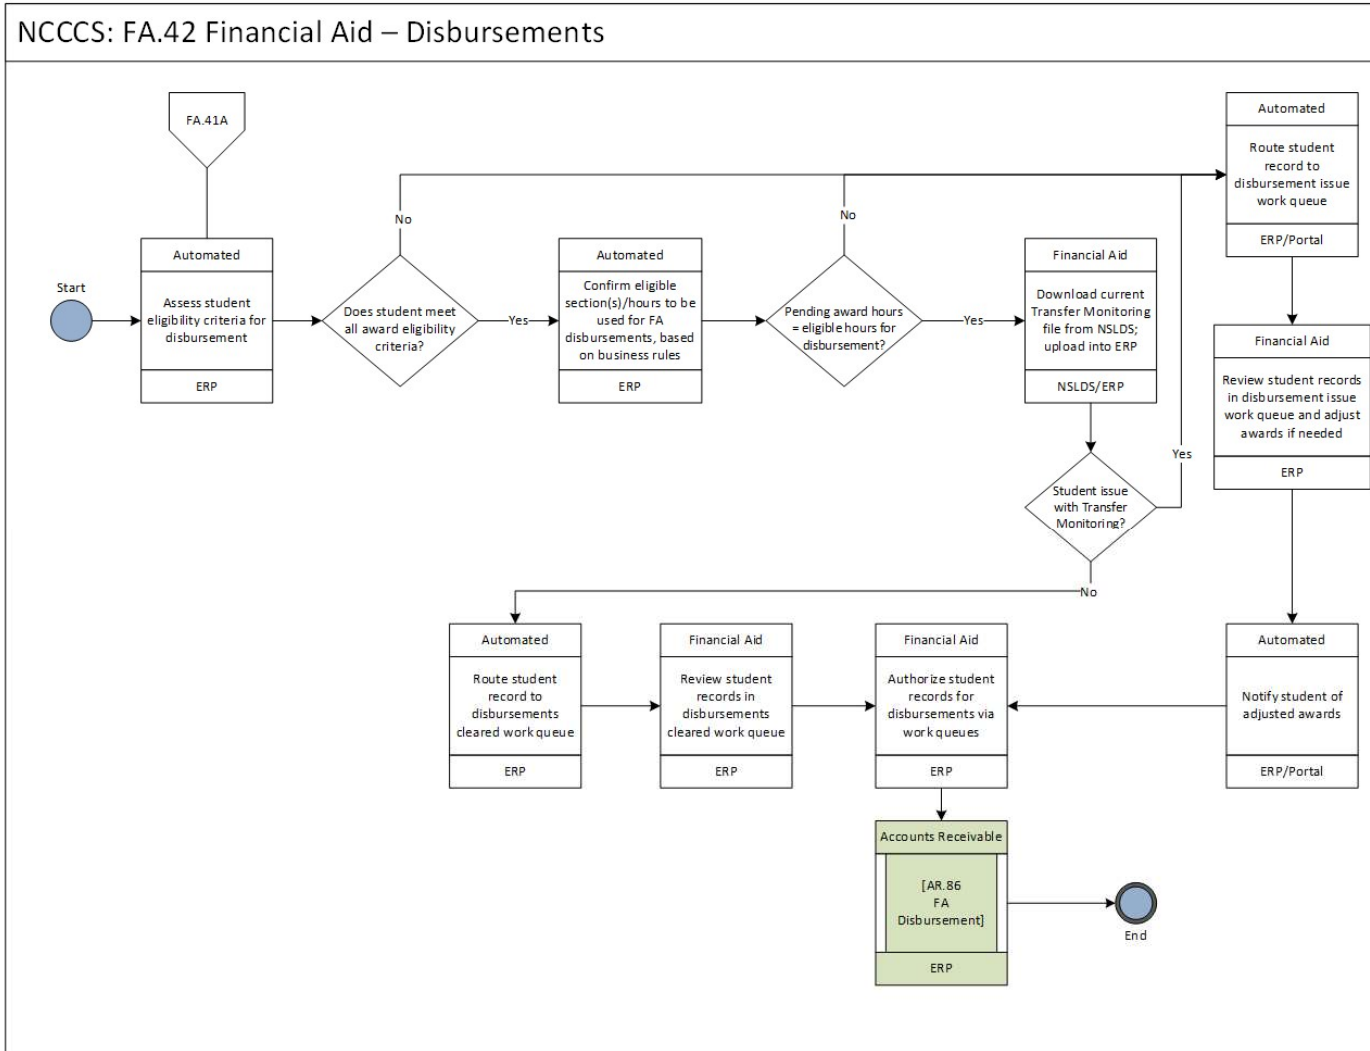 NCCCS: FA.42 Financial Aid – Disbursements
FA.41A
Start
Automated
Assess student
eligibility criteria for
disbursement
ERP
Does student meet
all award eligibility
criteria?
No
Yes
Automated
Confirm eligible
section(s)/hours to be
used for FA
disbursements, based
on business rules
ERP
Pending award hours
= eligible hours for
disbursement?
No
Yes
Financial Aid
Download current
Transfer Monitoring
file from NSLDS;
upload into ERP
NSLDS/ERP
Student issue
with Transfer
Monitoring?
Yes
No
Automated
Route student
record to
disbursement issue
work queue
ERP/Portal
Financial Aid
Review student records
in disbursement issue
work queue and adjust
awards if needed
ERP
Automated
Notify student of
adjusted awards
ERP/Portal
Automated
Route student
record to
disbursements
cleared work queue
ERP
Financial Aid
Review student
records in
disbursements
cleared work queue
ERP
Financial Aid
Authorize student
records for
disbursements via
work queues
ERP
Accounts Receivable
[AR.86
FA
Disbursement]
ERP
End